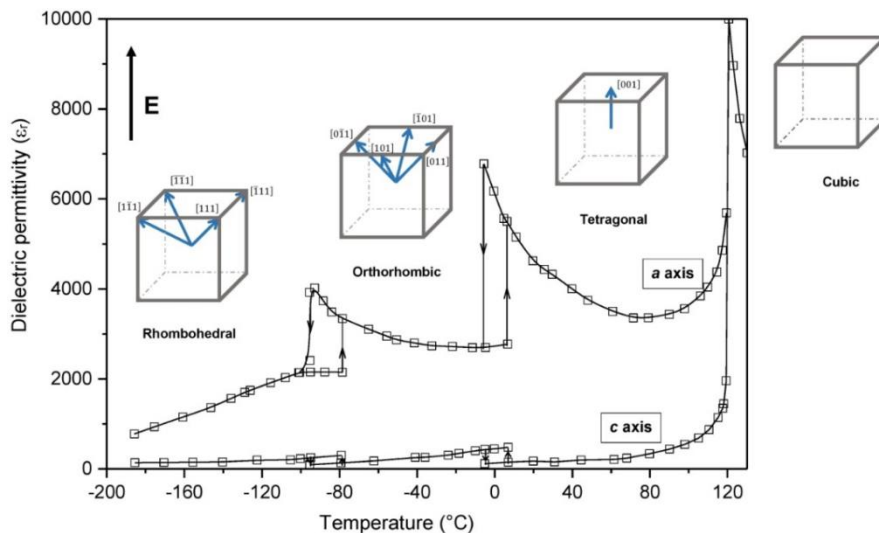 10000
8000
6000
4000
2000
0
Dielectric permittivity (εr)
E
[11̄1]
[1̄1̄1]
[111]
[1̄11]
Rhombohedral
[01̄1]
[101]
[1̄01]
[011]
Orthorhombic
[001]
Tetragonal
Cubic
a axis
c axis
-200
-160
-120
-80
-40
0
40
80
120
Temperature (°C)